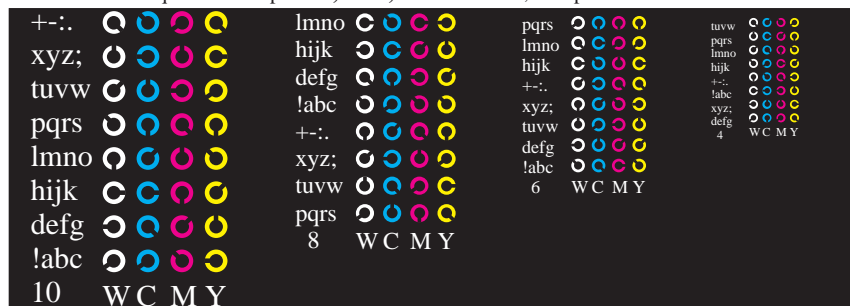 +-:.
xyz;
tuvw
pqrs
lmno
hijk
defg
!abc
10 W C M Y
lmno
hijk
defg
!abc
+-:.
xyz;
tuvw
pqrs
8 W C M Y
pqrs
lmno
hijk
+-:.
xyz;
tuvw
defg
!abc
6 W C M Y
tuvw
pqrs
lmno
hijk
+-:.
!abc
xyz;
defg
4 W C M Y